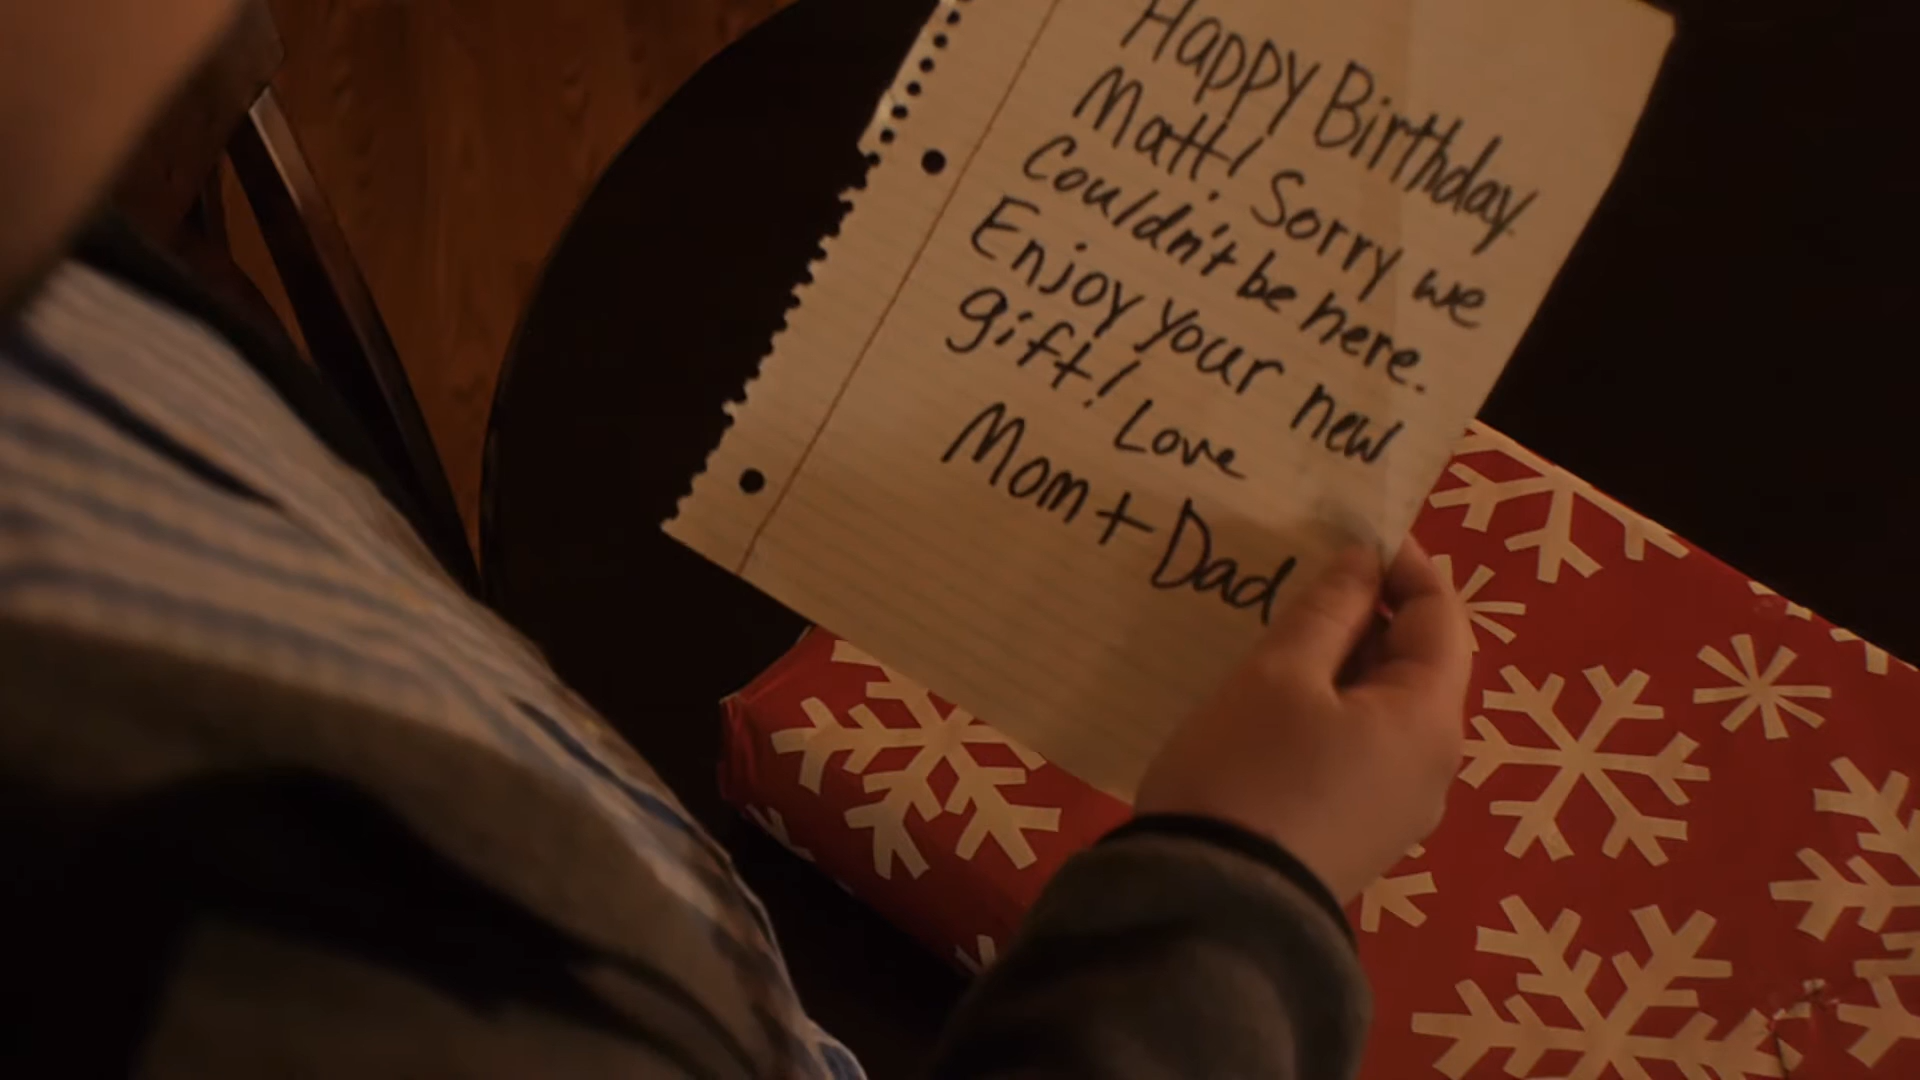 Happy Birthday
Matt! Sorry we
Couldn't be here.
Enjoy your new
gift! Love
Mom + Dad